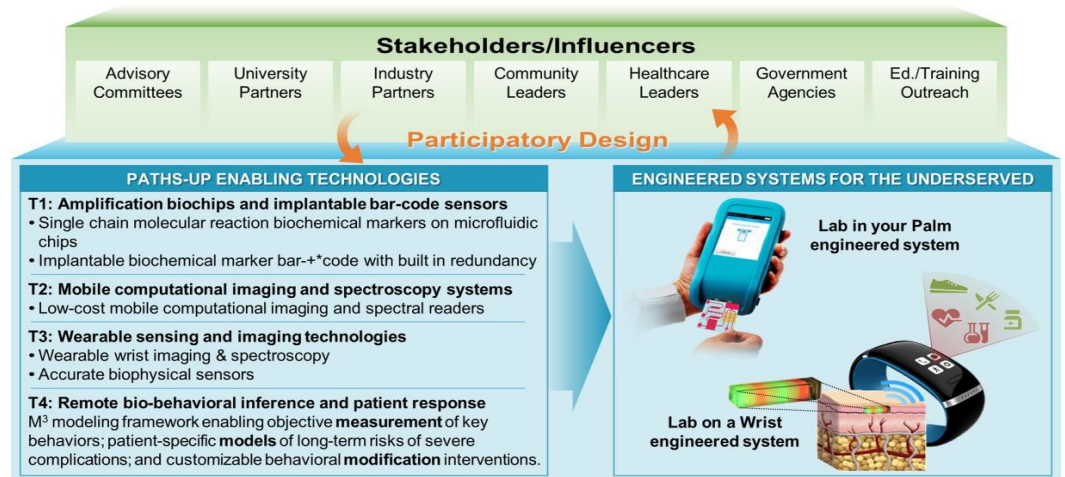 Stakeholders/Influencers
Advisory
Committees
University
Partners
Industry
Partners
Community
Leaders
Healthcare
Leaders
Government
Agencies
Ed./Training
Outreach
Participatory Design
PATHS-UP ENABLING TECHNOLOGIES
T1: Amplification biochips and implantable bar-code sensors
• Single chain molecular reaction biochemical markers on microfluidic
chips
• Implantable biochemical marker bar-+*code with built in redundancy
T2: Mobile computational imaging and spectroscopy systems
• Low-cost mobile computational imaging and spectral readers
T3: Wearable sensing and imaging technologies
• Wearable wrist imaging & spectroscopy
• Accurate biophysical sensors
T4: Remote bio-behavioral inference and patient response
M³ modeling framework enabling objective measurement of key
behaviors; patient-specific models of long-term risks of severe
complications; and customizable behavioral modification interventions.
ENGINEERED SYSTEMS FOR THE UNDERSERVED
Lab in your Palm
engineered system
Lab on a Wrist
engineered system